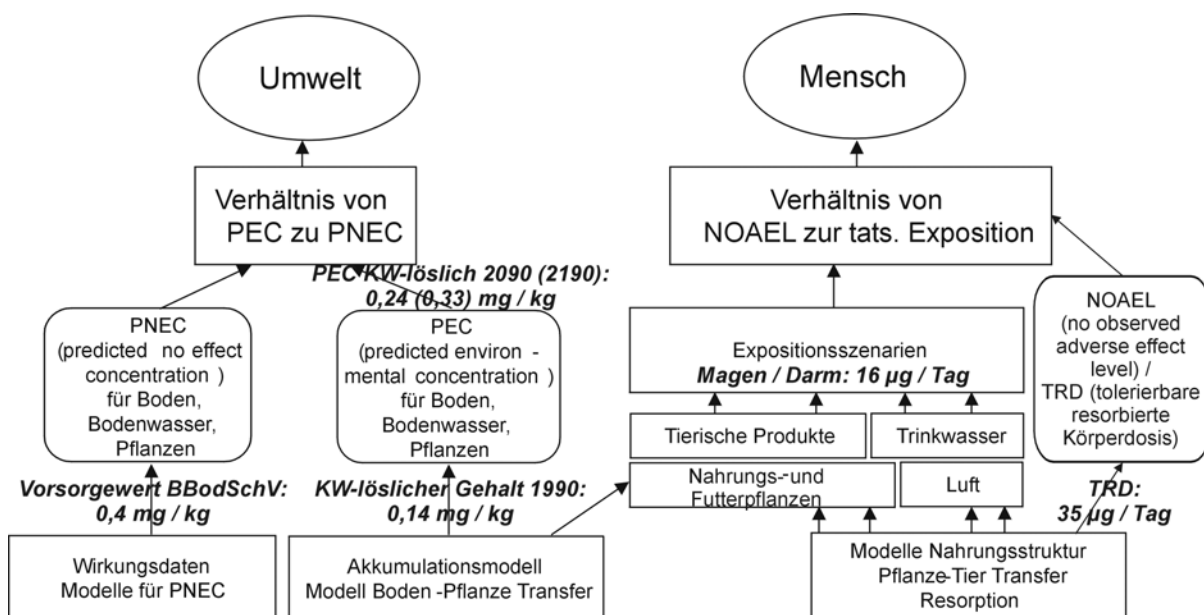 Umwelt
Mensch
Verhältnis von
PEC zu PNEC
Verhältnis von
NOAEL zur tats. Exposition
PEC KW-löslich 2090 (2190):
0,24 (0,33) mg / kg
PNEC
(predicted no effect
concentration )
für Boden,
Bodenwasser,
Pflanzen
PEC
(predicted environ -
mental concentration )
für Boden,
Bodenwasser,
Pflanzen
Expositionsszenarien
Magen / Darm: 16 µg / Tag
NOAEL
(no observed
adverse effect
level) /
TRD (tolerierbare
resorbierte
Körperdosis)
Tierische Produkte
Trinkwasser
Nahrungs--und
Futterpflanzen
Luft
Vorsorgewert BBodSchV:
0,4 mg / kg
KW-löslicher Gehalt 1990:
0,14 mg / kg
TRD:
35 µg / Tag
Wirkungsdaten
Modelle für PNEC
Akkumulationsmodell
Modell Boden -Pflanze Transfer
Modelle Nahrungsstruktur
Pflanze-Tier Transfer
Resorption